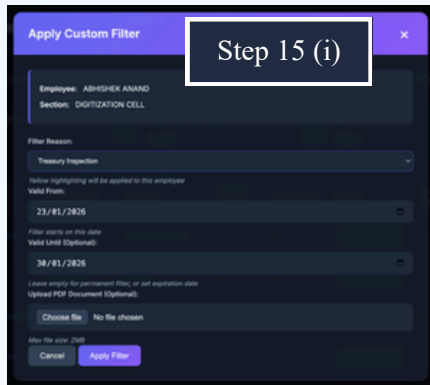 Apply Custom Filter
×
Step 15 (i)
Employee: ABHISHEK ANAND
Section: DIGITIZATION CELL
Filter Reason:
Treasury Inspection
Yellow highlighting will be applied to this employee
Valid From:
23/01/2026
Filter starts on this date
Valid Until (Optional):
30/01/2026
Leave empty for permanent filter, or set expiration date
Upload PDF Document (Optional):
Choose file No file chosen
Max file size: 2MB
Cancel Apply Filter